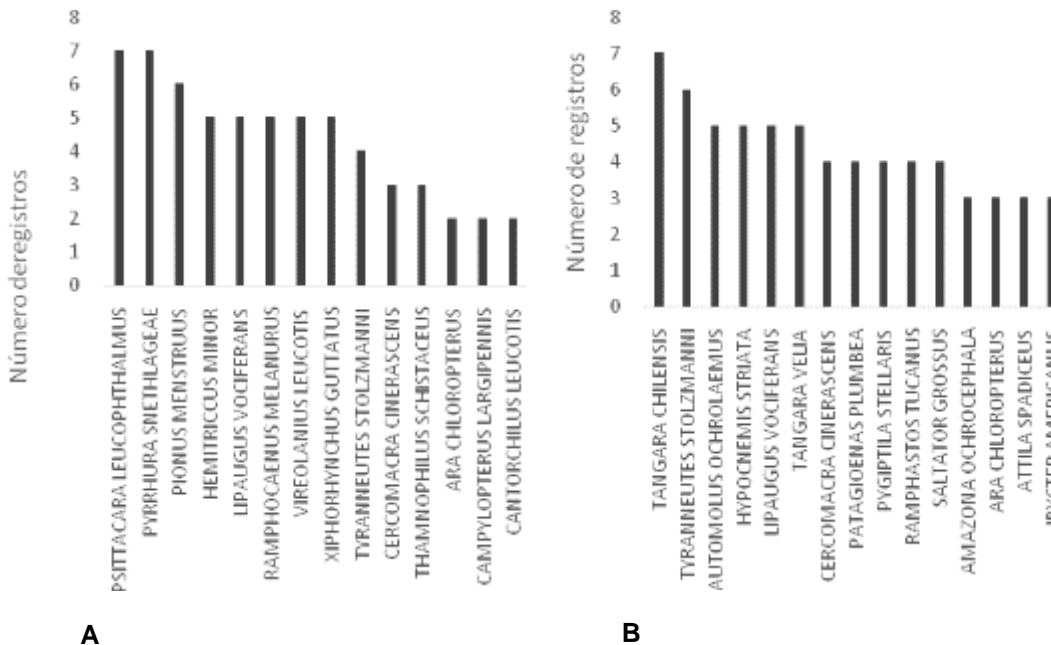 8
7
6
5
4
3
2
1
0
Número deregistros
PSITTACARA LEUCOPHTHALMUS
PYRRHURA SNETHLAGEAE
PIONUS MENSTRUUS
HEMITRICCUS MINOR
LIPAUGUS VOCIFERANS
RAMPHOCAENUS MELANURUS
VIREOLANIUS LEUCOTIS
XIPHORHYNCHUS GUTTATUS
TYRANNEUTES STOLZMANNI
CERCOMACRA CINERASCENS
THAMNOPHILUS SCHISTACEUS
ARA CHLOROPTERUS
CAMPYLOPTERUS LARGIPENNIS
CANTORCHILUS LEUCOTIS
A
8
7
6
5
4
3
2
1
0
Número de registros
TANGARA CHILENSIS
TYRANNEUTES STOLZMANNI
AUTOMOLUS OCHROLAEMUS
HYPOCNEMIS STRIATA
LIPAUGUS VOCIFERANS
TANGARA VELIA
CERCOMACRA CINERASCENS
PATAGIOENAS PLUMBEA
PYGIPTILA STELLARIS
RAMPHASTOS TUCANUS
SALTATOR GROSSUS
AMAZONA OCHROCEPHALA
ARA CHLOROPTERUS
ATTILA SPADICEUS
B